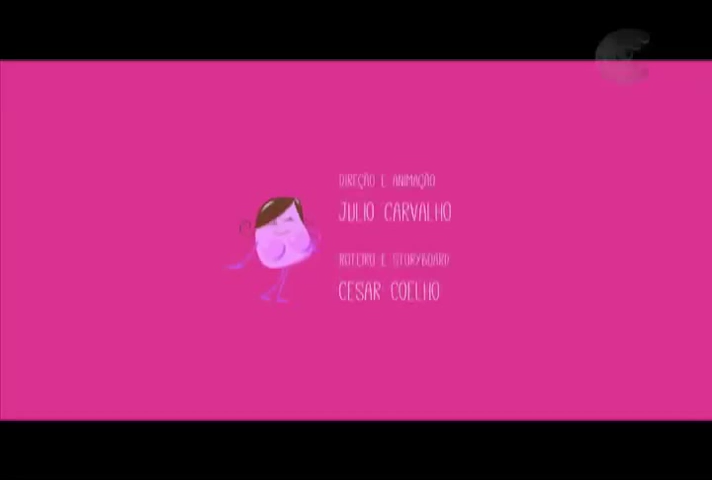 DIREÇÃO E ANIMAÇÃO
JULIO CARVALHO
ROTEIRO E STORYBOARD
CESAR COELHO